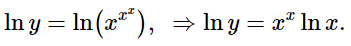 ln y = ln(x^{x^x}), ⇒ ln y = x^x ln x.